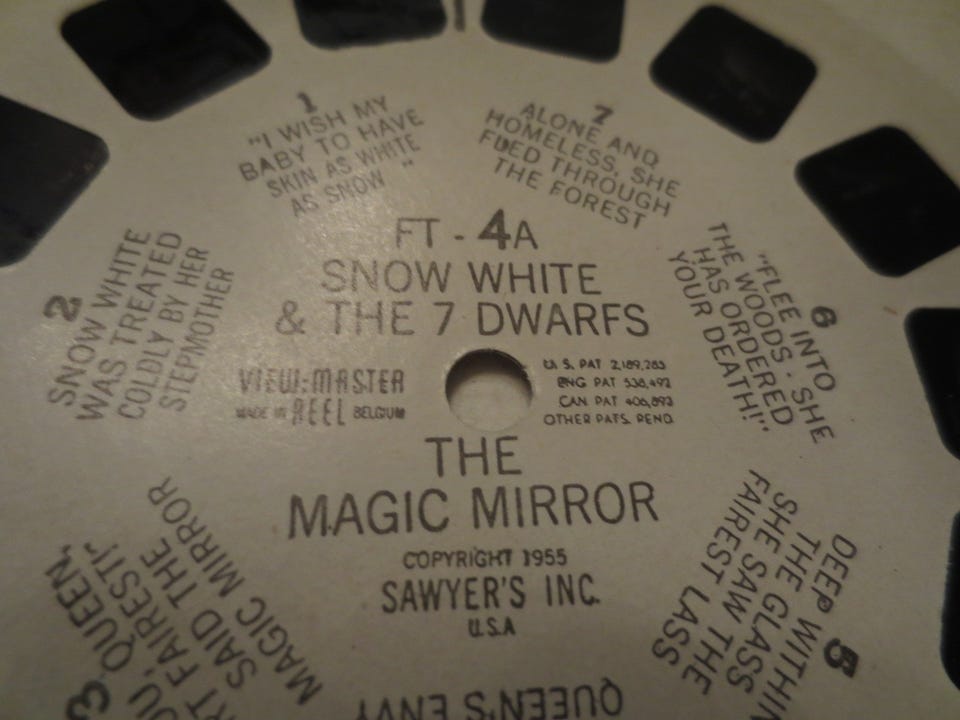 1
"I WISH MY
BABY TO HAVE
SKIN AS WHITE
AS SNOW"
7
ALONE AND
HOMELESS, SHE
FLED THROUGH
THE FOREST
FT - 4A
SNOW WHITE
& THE 7 DWARFS
VIEW-MASTER
MADE IN REEL BELGIUM
U.S. PAT 2,189,285
ENG PAT 538,492
CAN PAT 406,893
OTHER PATS. PEND.
THE
MAGIC MIRROR
COPYRIGHT 1955
SAWYER'S INC.
U.S.A
2
SNOW WHITE
WAS TREATED
COLDLY BY HER
STEPMOTHER
6
"FLEE INTO
THE WOODS - SHE
HAS ORDERED
YOUR DEATH!"
3
QUEEN,
FAIREST!"
SAID THE
MAGIC MIRROR
5
DEEP WITHIN
THE GLASS
SHE SAW THE
FAIREST LASS
QUEEN'S ENVY